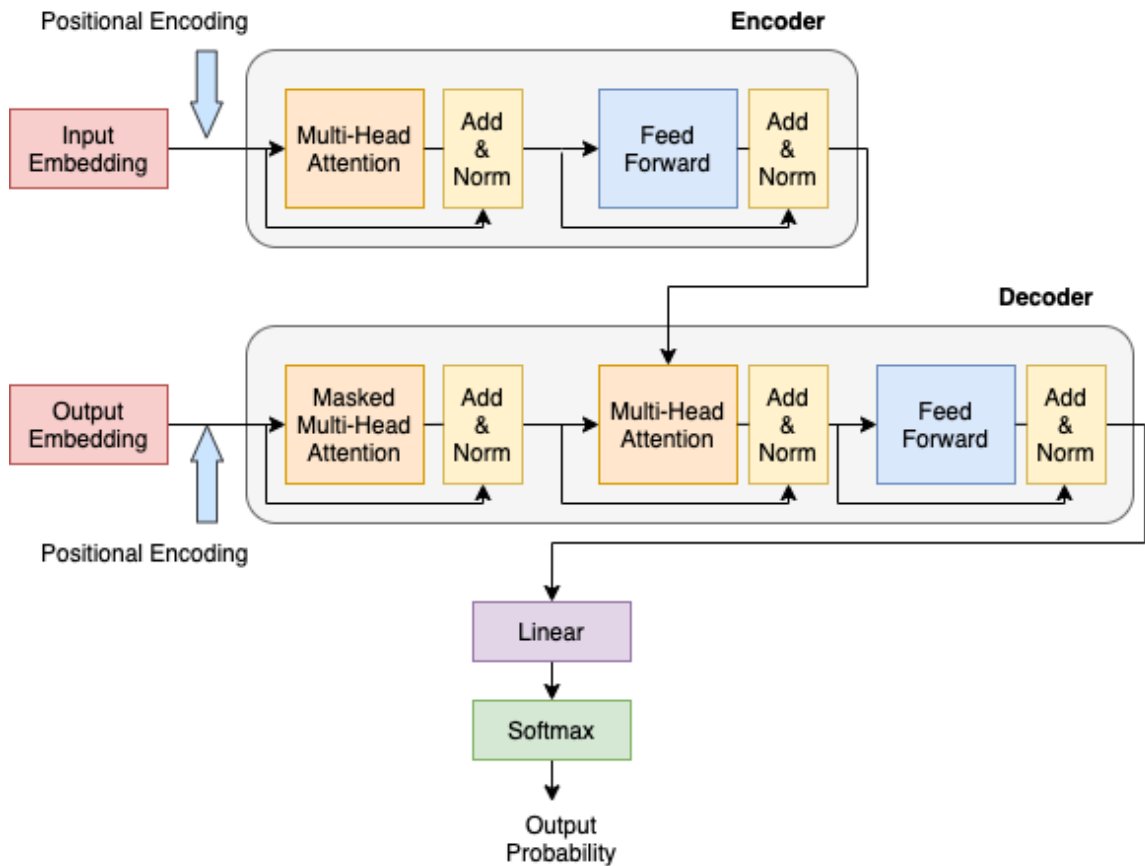 Positional Encoding
Encoder
Input
Embedding
Multi-Head
Attention
Add
&
Norm
Feed
Forward
Add
&
Norm
Decoder
Output
Embedding
Masked
Multi-Head
Attention
Add
&
Norm
Multi-Head
Attention
Add
&
Norm
Feed
Forward
Add
&
Norm
Positional Encoding
Linear
Softmax
Output
Probability